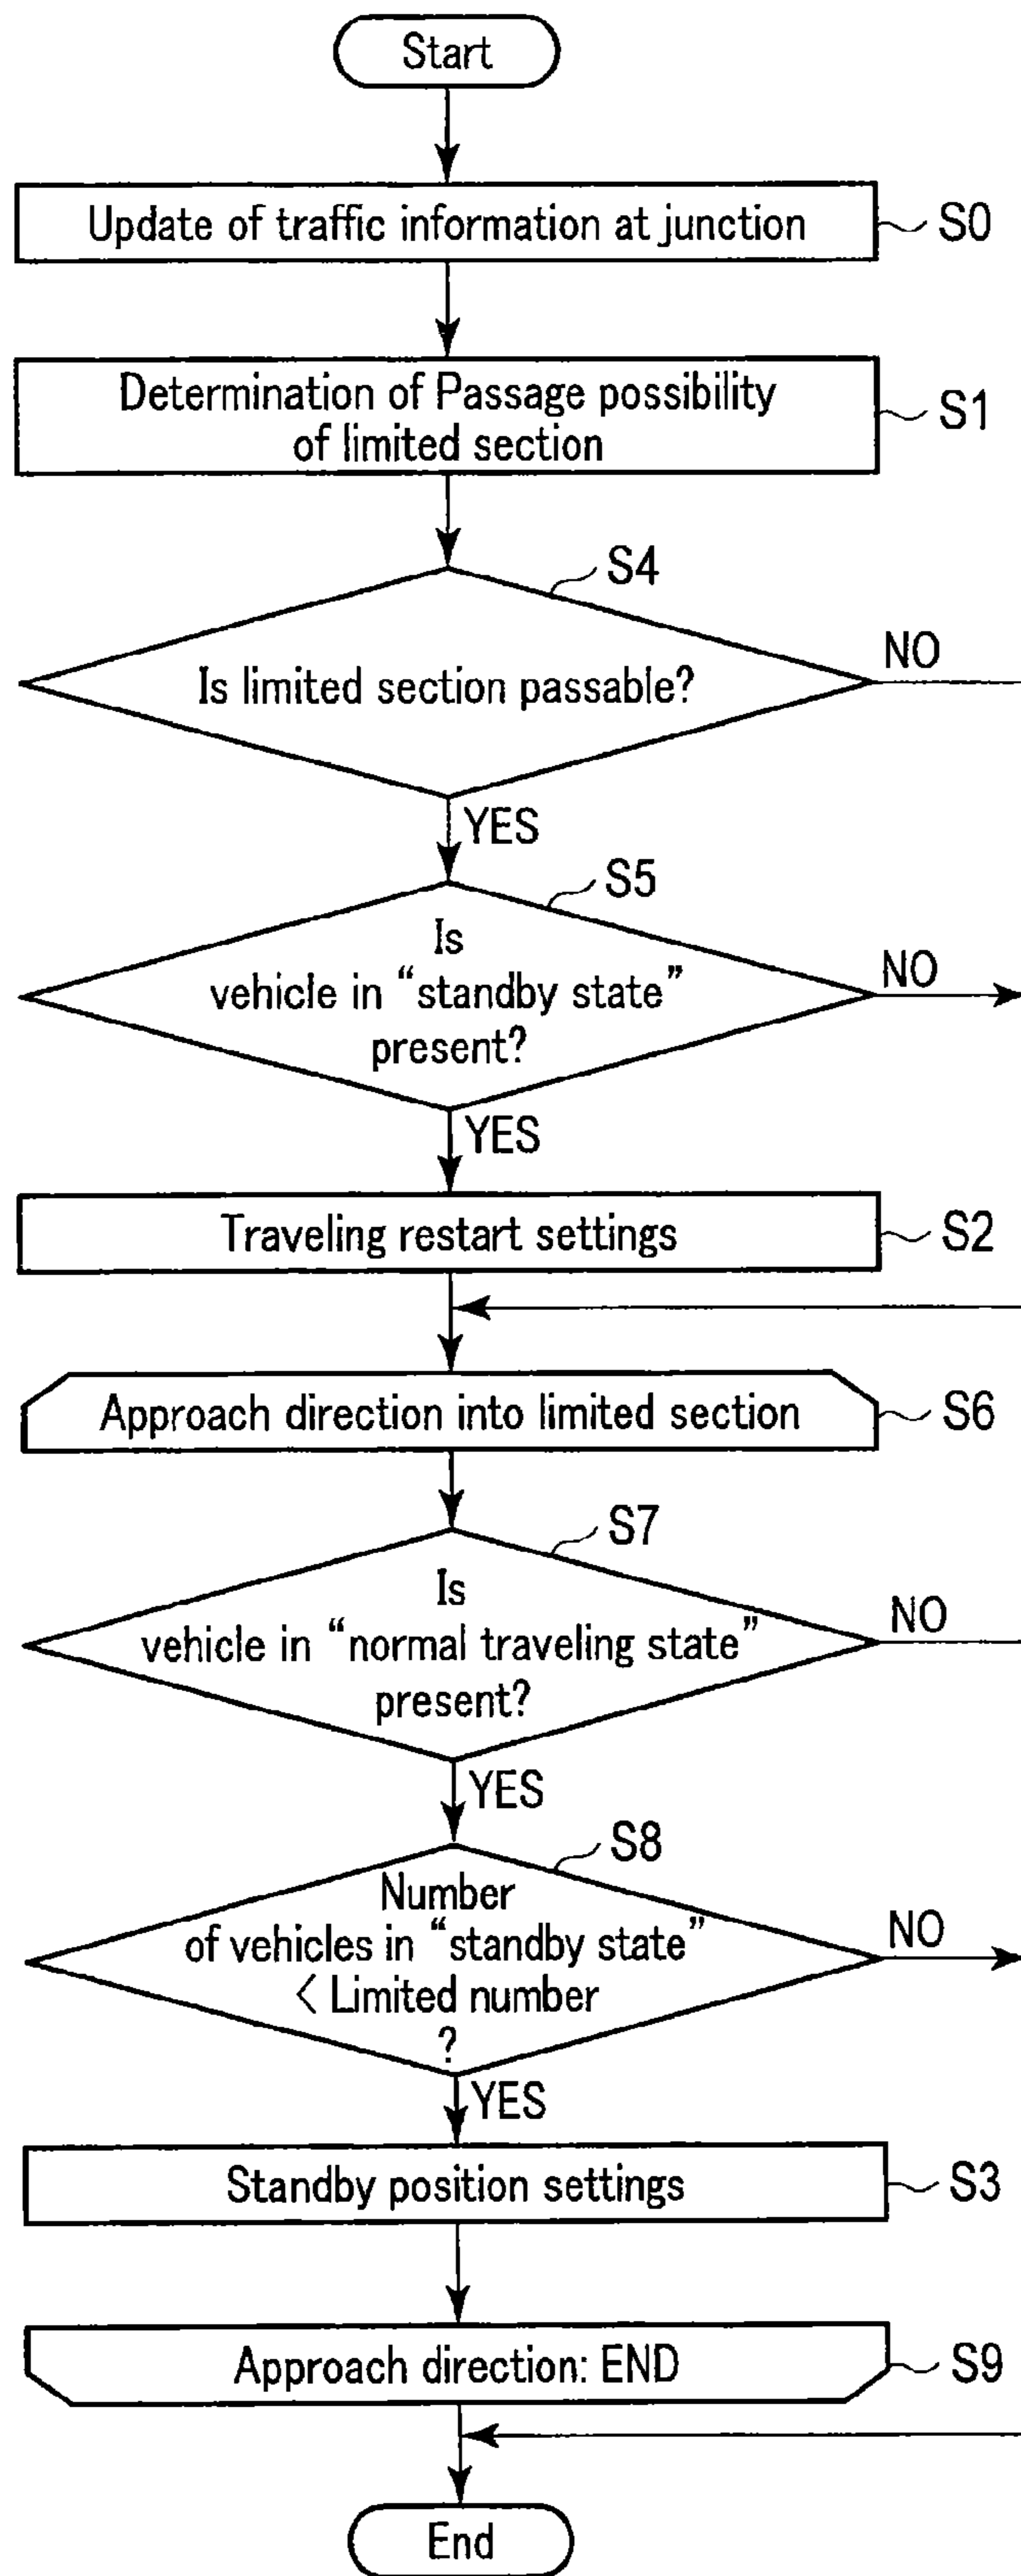 Start
Update of traffic information at junction
S0
Determination of Passage possibility
of limited section
S1
S4
Is limited section passable?
NO
YES
S5
Is
vehicle in “standby state”
present?
NO
YES
Traveling restart settings
S2
Approach direction into limited section
S6
S7
Is
vehicle in “normal traveling state”
present?
NO
YES
S8
Number
of vehicles in “standby state”
< Limited number
?
NO
YES
Standby position settings
S3
Approach direction: END
S9
End